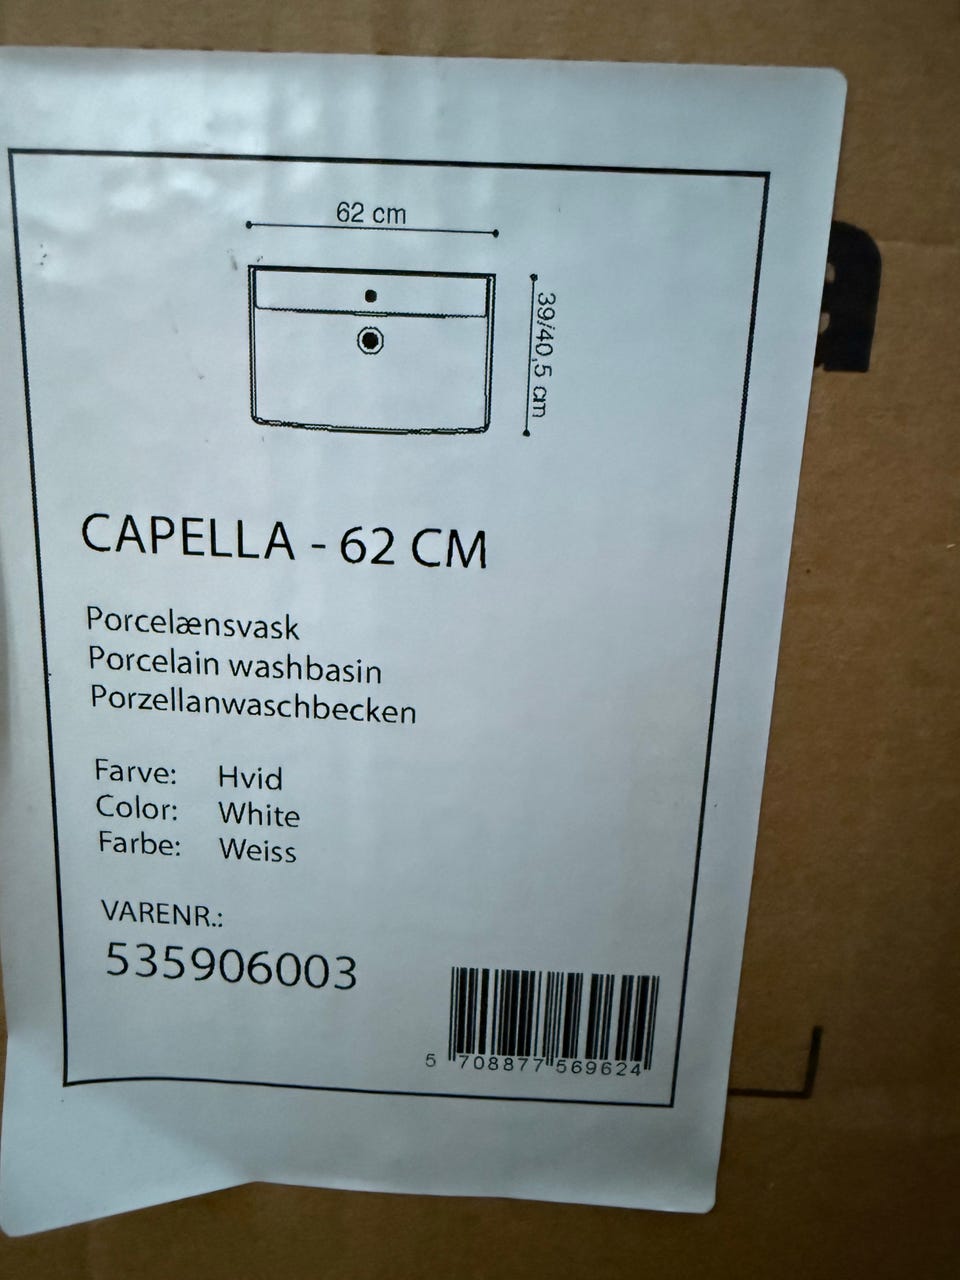 62 cm
39/40,5 cm
CAPELLA - 62 CM
Porcelænsvask
Porcelain washbasin
Porzellanwaschbecken
Farve: Hvid
Color: White
Farbe: Weiss
VARENR.:
535906003
5 708877 569624